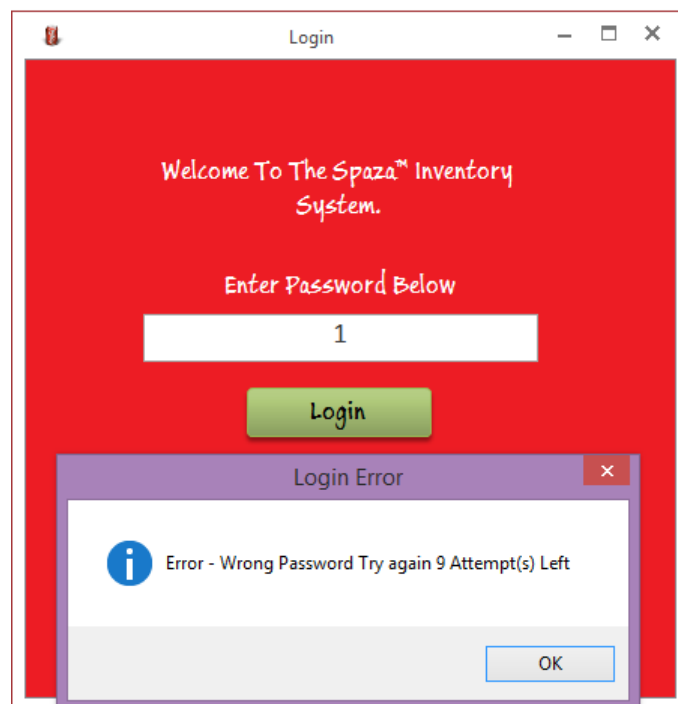 Login
Welcome To The Spaza™ Inventory
System.
Enter Password Below
1
Login
Login Error
Error - Wrong Password Try again 9 Attempt(s) Left
OK